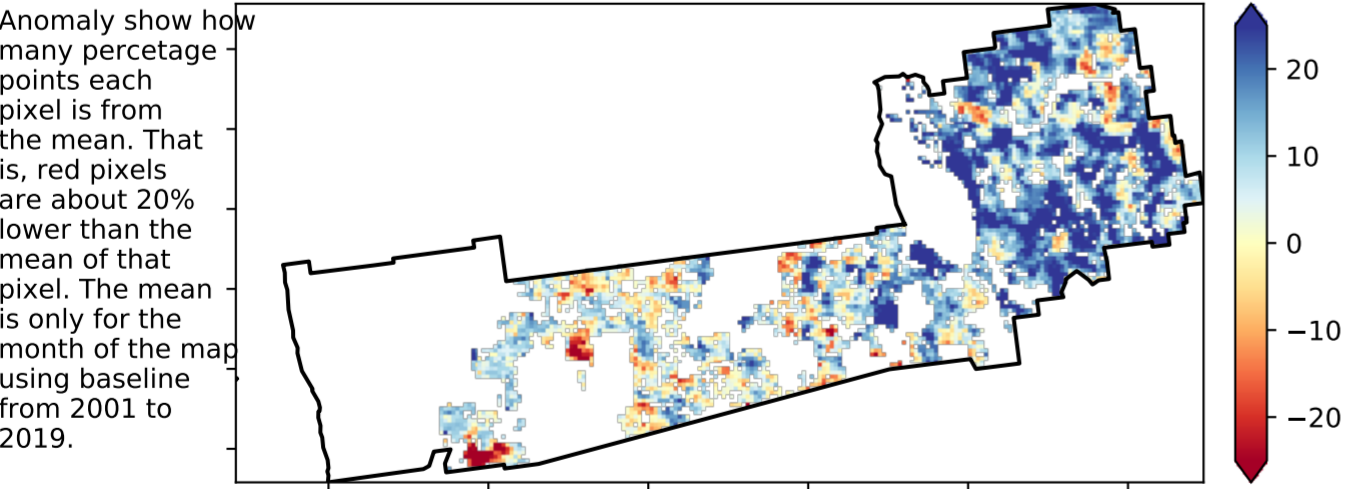 Anomaly show how
many percetage
points each
pixel is from
the mean. That
is, red pixels
are about 20%
lower than the
mean of that
pixel. The mean
is only for the
month of the map
using baseline
from 2001 to
2019.
20
10
0
−10
−20